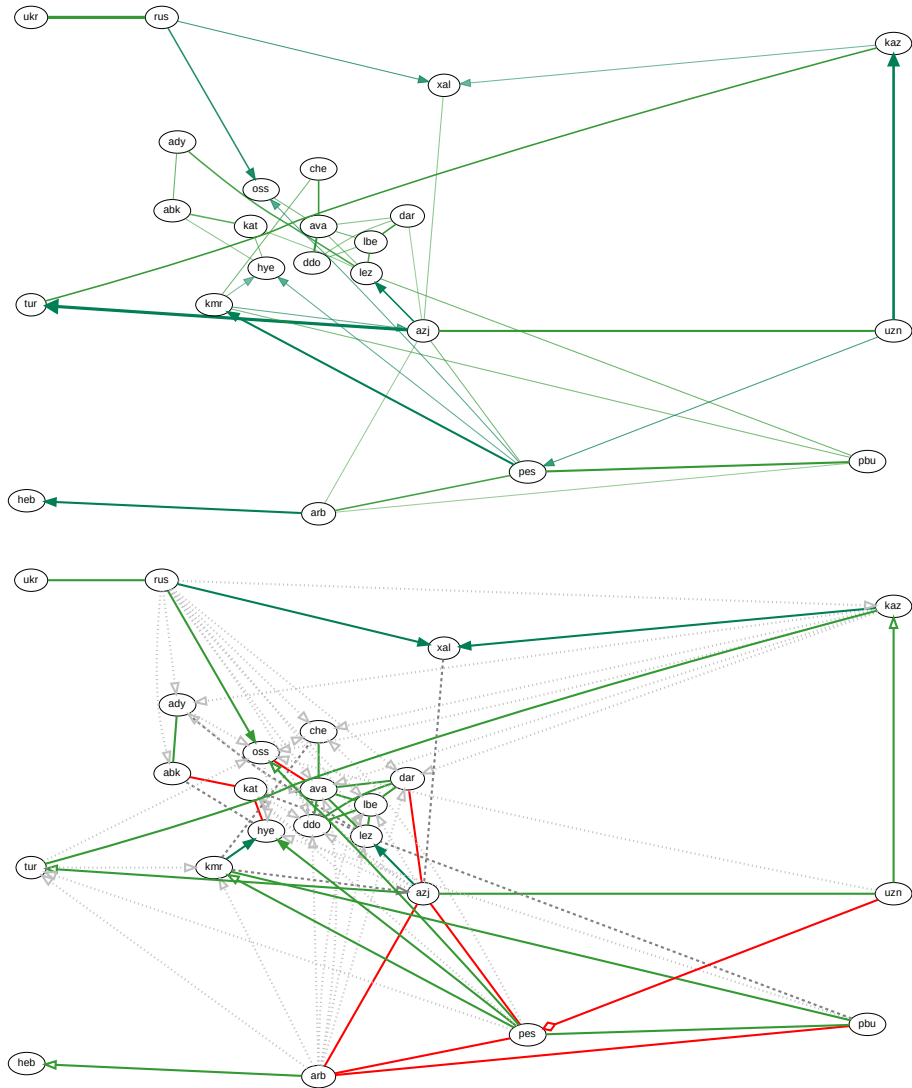 ukr
rus
kaz
xal
ady
che
oss
abk
kat
ava
dar
lbe
ddo
hye
lez
tur
kmr
azj
uzn
pes
pbu
heb
arb
ukr
rus
kaz
xal
ady
che
oss
abk
kat
ava
dar
lbe
ddo
hye
lez
tur
kmr
azj
uzn
pes
pbu
heb
arb